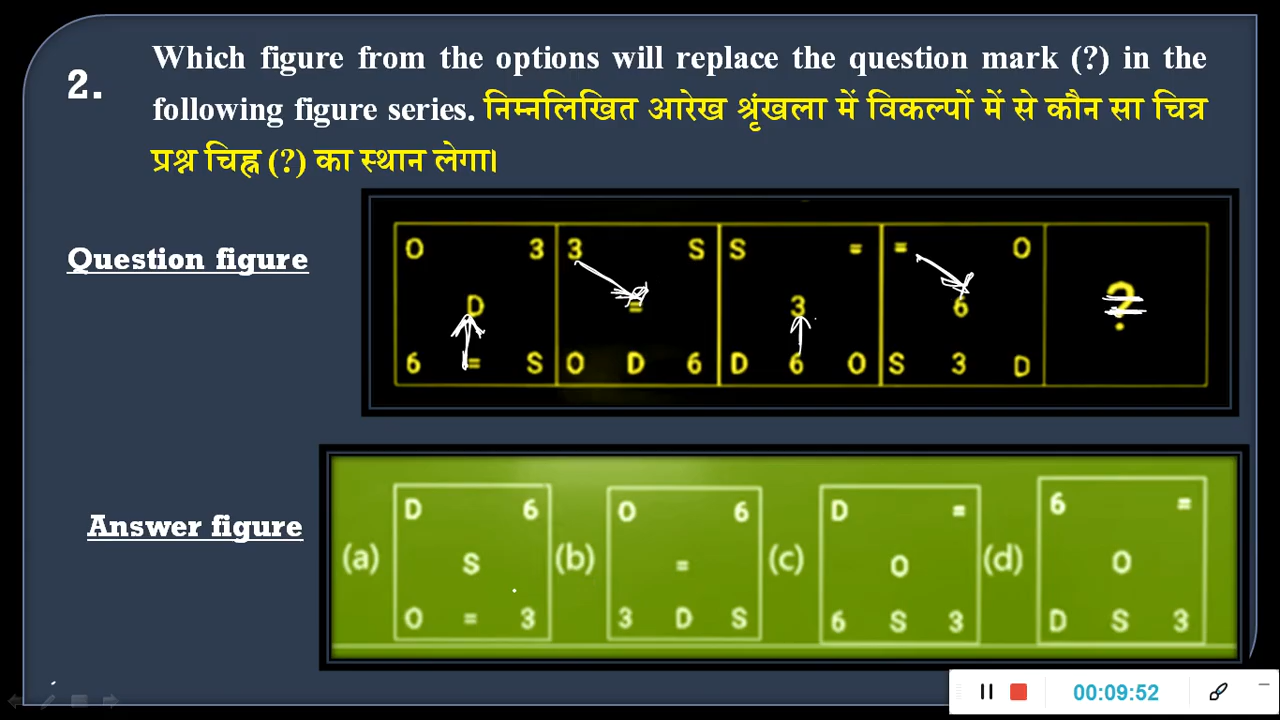 2.
Which figure from the options will replace the question mark (?) in the
following figure series. निम्नलिखित आरेख श्रृंखला में विकल्पों में से कौन सा चित्र
प्रश्न चिह्न (?) का स्थान लेगा।
Question figure
O 3 3 S S = = O
D = 3 6 ?
6 = S O D 6 D 6 O S 3 D
Answer figure
D 6 O 6 D = 6 =
(a) S (b) = (c) O (d) O
O = 3 3 D S 6 S 3 D S 3
00:09:52